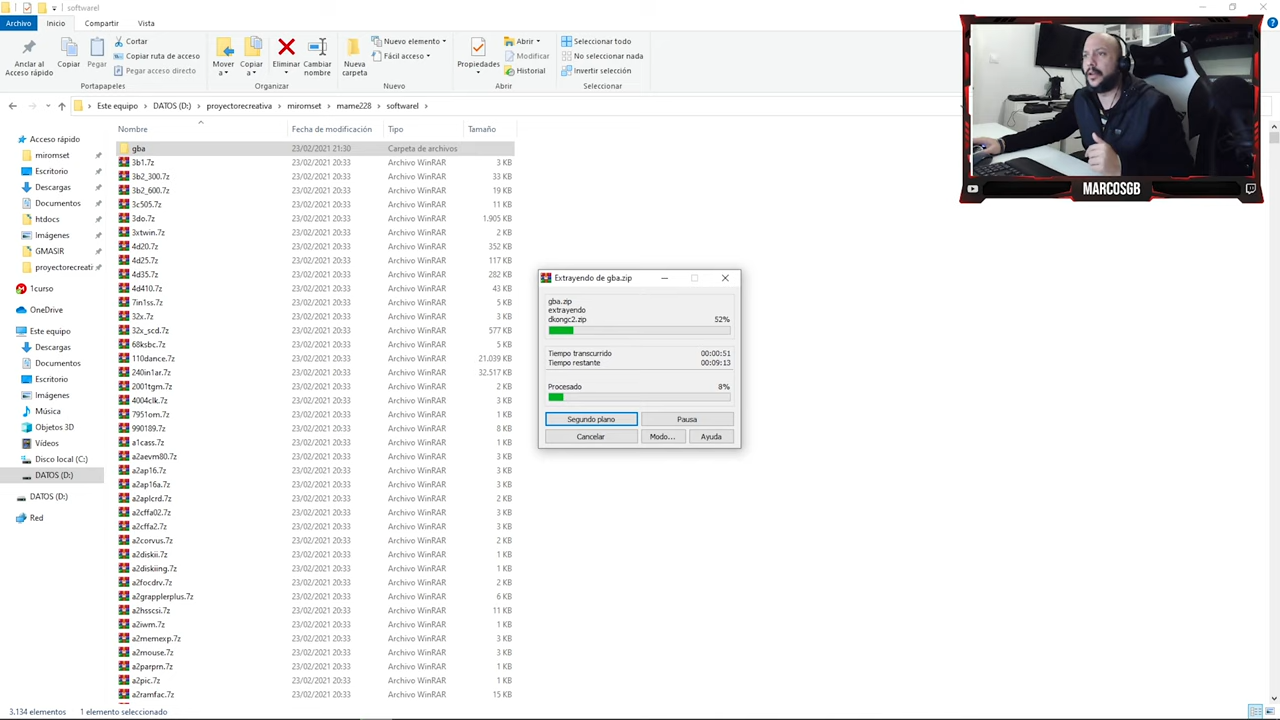 softwarel
Archivo
Inicio
Compartir
Vista
Anclar al
Acceso rápido
Copiar
Pegar
Cortar
Copiar ruta de acceso
Pegar acceso directo
Portapapeles
Mover
a
Copiar
a
Eliminar
Cambiar
nombre
Organizar
Nueva
carpeta
Nuevo elemento
Fácil acceso
Nuevo
Propiedades
Abrir
Modificar
Historial
Abrir
Seleccionar todo
No seleccionar nada
Invertir selección
Seleccionar
MARCOSGB
Este equipo > DATOS (D:) > proyectorecreativa > miromset > mame228 > softwarel >
Nombre Fecha de modificación Tipo Tamaño
Acceso rápido
miromset
Escritorio
Descargas
Documentos
htdocs
Imágenes
GMASIR
proyectorecreati
1curso
OneDrive
Este equipo
Descargas
Documentos
Escritorio
Imágenes
Música
Objetos 3D
Vídeos
Disco local (C:)
DATOS (D:)
DATOS (D:)
Red
gba 23/02/2021 21:30 Carpeta de archivos
3b1.7z 23/02/2021 20:33 Archivo WinRAR 3 KB
3b2_300.7z 23/02/2021 20:33 Archivo WinRAR 33 KB
3b2_600.7z 23/02/2021 20:33 Archivo WinRAR 19 KB
3c505.7z 23/02/2021 20:33 Archivo WinRAR 11 KB
3do.7z 23/02/2021 20:33 Archivo WinRAR 1.905 KB
3xtwin.7z 23/02/2021 20:33 Archivo WinRAR 2 KB
4d20.7z 23/02/2021 20:33 Archivo WinRAR 352 KB
4d25.7z 23/02/2021 20:33 Archivo WinRAR 117 KB
4d35.7z 23/02/2021 20:33 Archivo WinRAR 282 KB
4d410.7z 23/02/2021 20:33 Archivo WinRAR 43 KB
7in1ss.7z 23/02/2021 20:33 Archivo WinRAR 5 KB
32x.7z 23/02/2021 20:33 Archivo WinRAR 3 KB
32x_scd.7z 23/02/2021 20:33 Archivo WinRAR 577 KB
68ksbc.7z 23/02/2021 20:33 Archivo WinRAR 3 KB
110dance.7z 23/02/2021 20:33 Archivo WinRAR 21.039 KB
240in1ar.7z 23/02/2021 20:33 Archivo WinRAR 32.517 KB
2001tgm.7z 23/02/2021 20:33 Archivo WinRAR 2 KB
4004clk.7z 23/02/2021 20:33 Archivo WinRAR 2 KB
7951om.7z 23/02/2021 20:33 Archivo WinRAR 1 KB
990189.7z 23/02/2021 20:33 Archivo WinRAR 8 KB
a1cass.7z 23/02/2021 20:33 Archivo WinRAR 1 KB
a2aevm80.7z 23/02/2021 20:33 Archivo WinRAR 3 KB
a2ap16.7z 23/02/2021 20:33 Archivo WinRAR 3 KB
a2ap16a.7z 23/02/2021 20:33 Archivo WinRAR 3 KB
a2aplcrd.7z 23/02/2021 20:33 Archivo WinRAR 2 KB
a2cffa02.7z 23/02/2021 20:33 Archivo WinRAR 3 KB
a2cffa2.7z 23/02/2021 20:33 Archivo WinRAR 3 KB
a2corvus.7z 23/02/2021 20:33 Archivo WinRAR 2 KB
a2diskii.7z 23/02/2021 20:33 Archivo WinRAR 1 KB
a2diskiing.7z 23/02/2021 20:33 Archivo WinRAR 1 KB
a2focdrv.7z 23/02/2021 20:33 Archivo WinRAR 2 KB
a2grapplerplus.7z 23/02/2021 20:33 Archivo WinRAR 6 KB
a2hsscsi.7z 23/02/2021 20:33 Archivo WinRAR 11 KB
a2iwm.7z 23/02/2021 20:33 Archivo WinRAR 1 KB
a2memexp.7z 23/02/2021 20:33 Archivo WinRAR 3 KB
a2mouse.7z 23/02/2021 20:33 Archivo WinRAR 2 KB
a2parprn.7z 23/02/2021 20:33 Archivo WinRAR 1 KB
a2pic.7z 23/02/2021 20:33 Archivo WinRAR 1 KB
a2ramfac.7z 23/02/2021 20:33 Archivo WinRAR 15 KB
Extrayendo de gba.zip
gba.zip
extrayendo
dkongc2.zip 52%
Tiempo transcurrido 00:00:51
Tiempo restante 00:09:13
Procesado 8%
Segundo plano Pausa
Cancelar Modo... Ayuda
3.134 elementos 1 elemento seleccionado